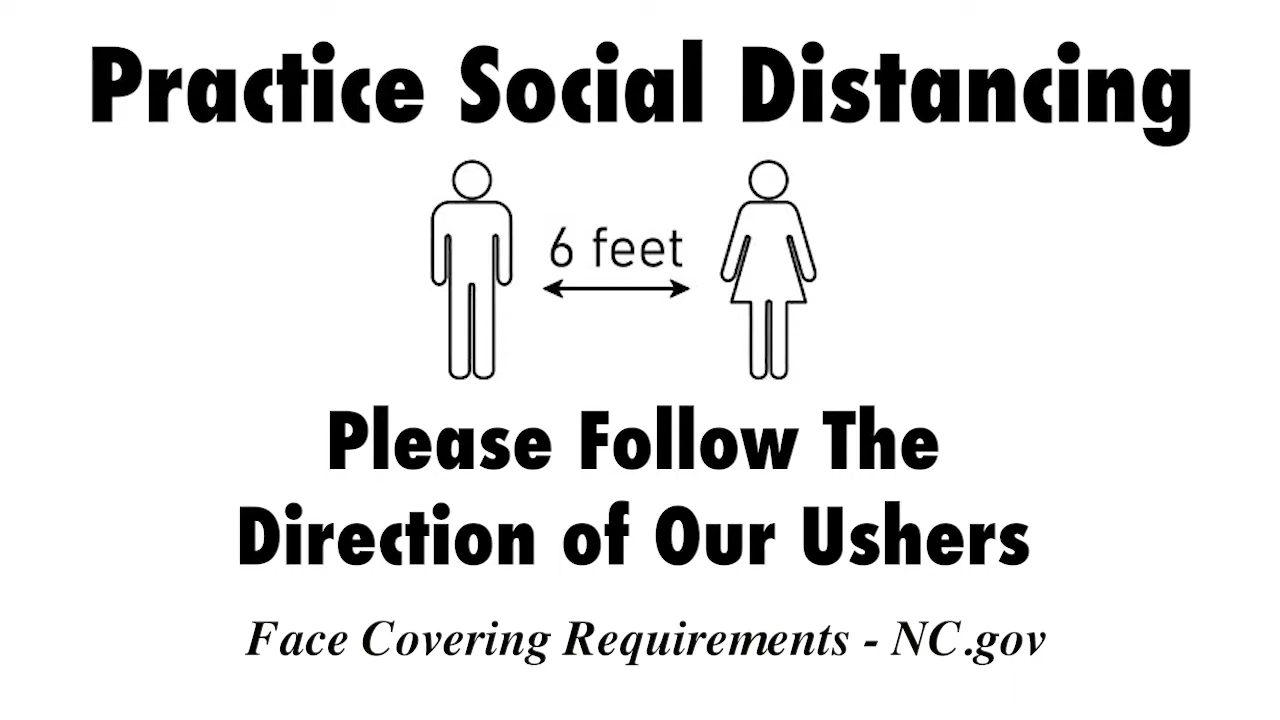 Practice Social Distancing
6 feet
Please Follow The
Direction of Our Ushers
Face Covering Requirements - NC.gov